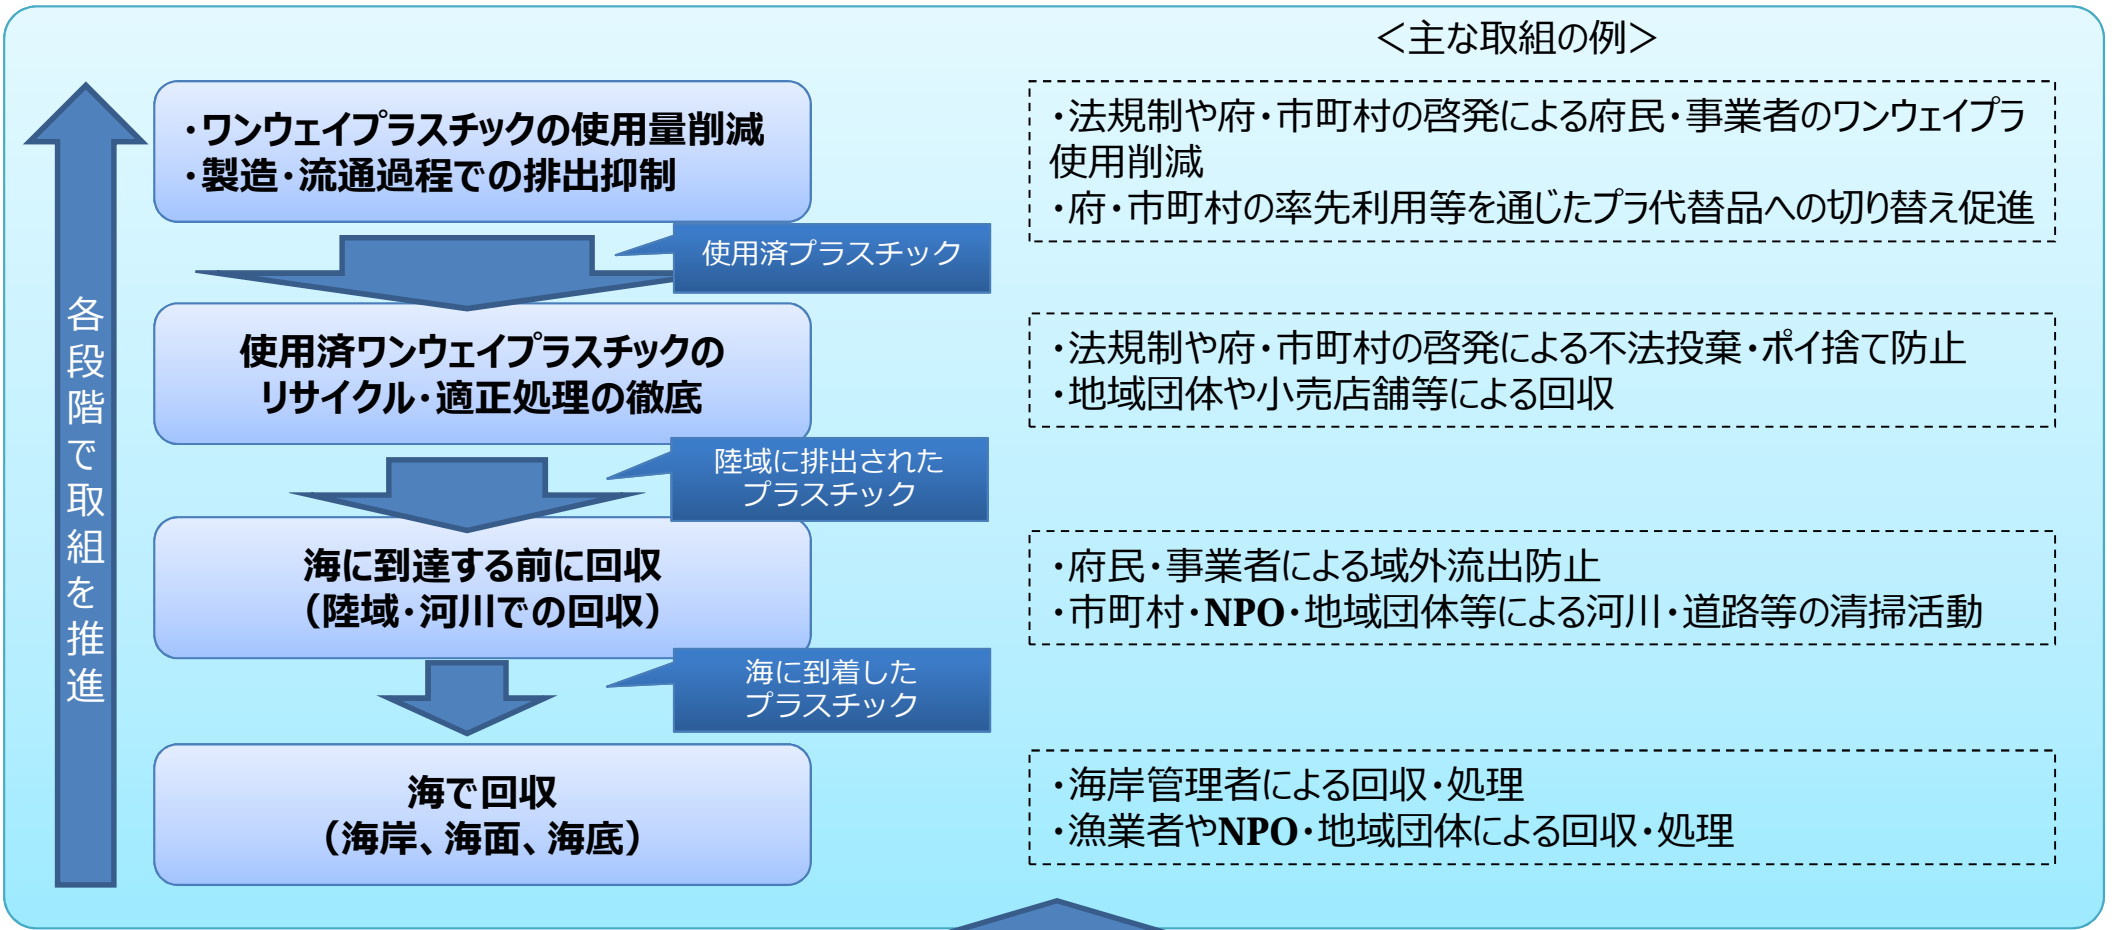 ＜主な取組の例＞
各段階で取組を推進
・ワンウェイプラスチックの使用量削減
・製造・流通過程での排出抑制
・法規制や府・市町村の啓発による府民・事業者のワンウェイプラ
使用削減
・府・市町村の率先利用等を通じたプラ代替品への切り替え促進
使用済プラスチック
使用済ワンウェイプラスチックの
リサイクル・適正処理の徹底
・法規制や府・市町村の啓発による不法投棄・ポイ捨て防止
・地域団体や小売店舗等による回収
陸域に排出された
プラスチック
海に到達する前に回収
（陸域・河川での回収）
・府民・事業者による域外流出防止
・市町村・NPO・地域団体等による河川・道路等の清掃活動
海に到着した
プラスチック
海で回収
（海岸、海面、海底）
・海岸管理者による回収・処理
・漁業者やNPO・地域団体による回収・処理